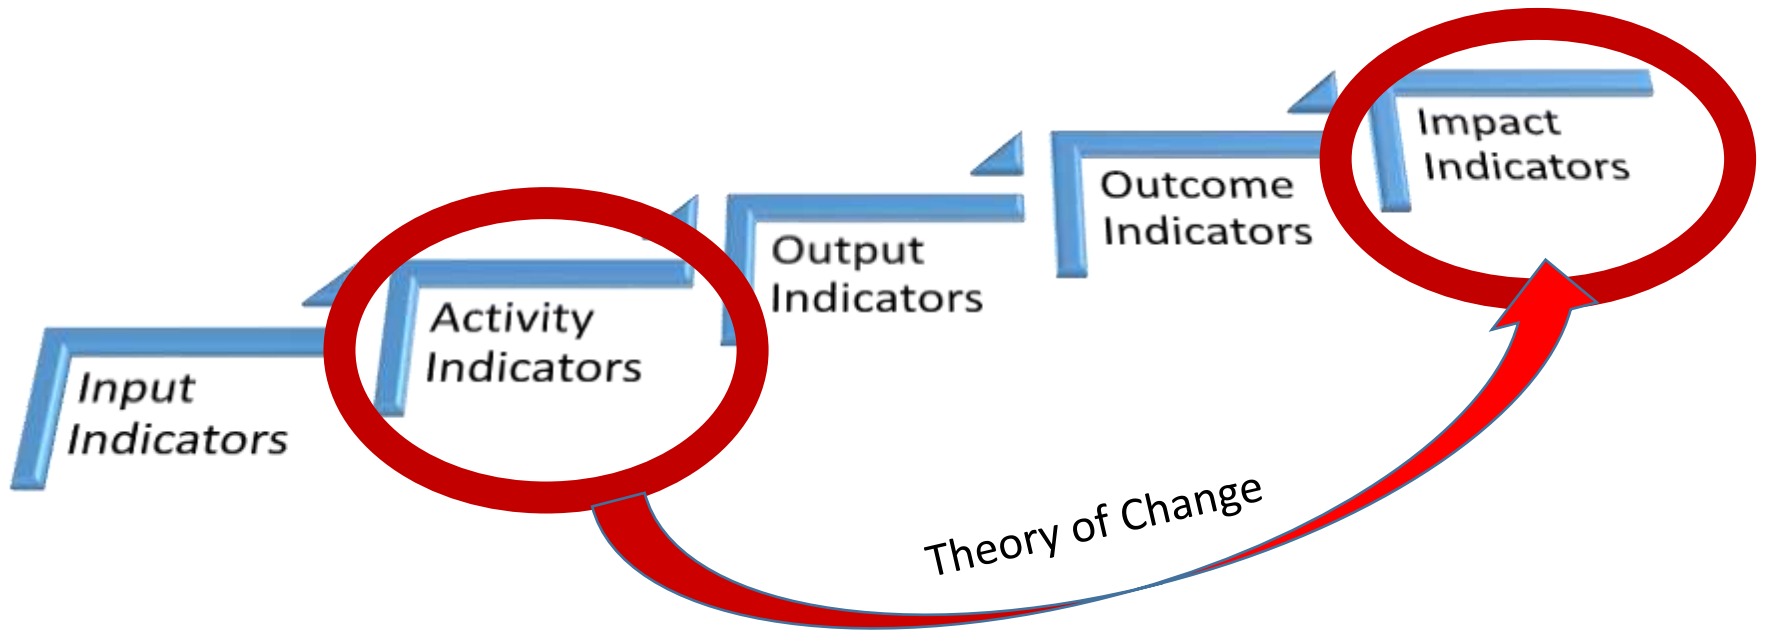 Input
Indicators
Activity
Indicators
Output
Indicators
Outcome
Indicators
Impact
Indicators
Theory of Change